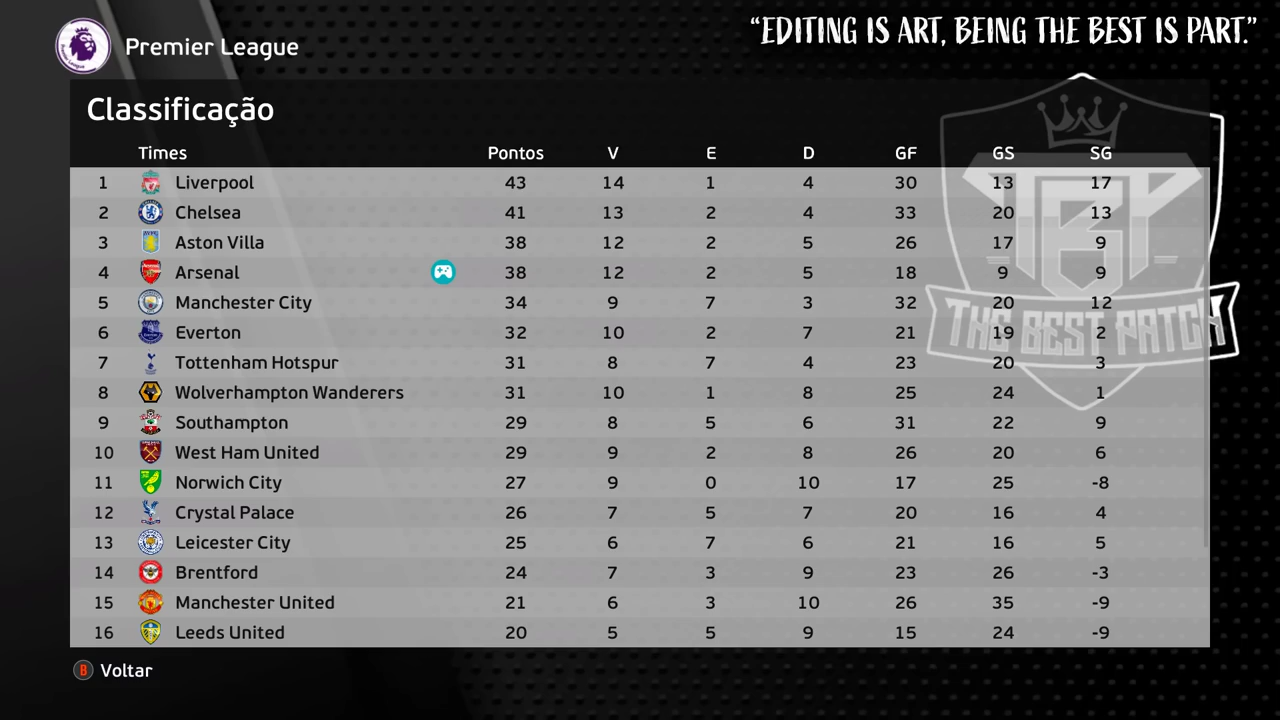 “EDITING IS ART, BEING THE BEST IS PART.”
Premier League
Classificação
Times Pontos V E D GF GS SG
1 Liverpool 43 14 1 4 30 13 17
2 Chelsea 41 13 2 4 33 20 13
3 Aston Villa 38 12 2 5 26 17 9
4 Arsenal 38 12 2 5 18 9 9
5 Manchester City 34 9 7 3 32 20 12
6 Everton 32 10 2 7 21 19 2
7 Tottenham Hotspur 31 8 7 4 23 20 3
8 Wolverhampton Wanderers 31 10 1 8 25 24 1
9 Southampton 29 8 5 6 31 22 9
10 West Ham United 29 9 2 8 26 20 6
11 Norwich City 27 9 0 10 17 25 -8
12 Crystal Palace 26 7 5 7 20 16 4
13 Leicester City 25 6 7 6 21 16 5
14 Brentford 24 7 3 9 23 26 -3
15 Manchester United 21 6 3 10 26 35 -9
16 Leeds United 20 5 5 9 15 24 -9
TBP
THE BEST PATCH
B Voltar